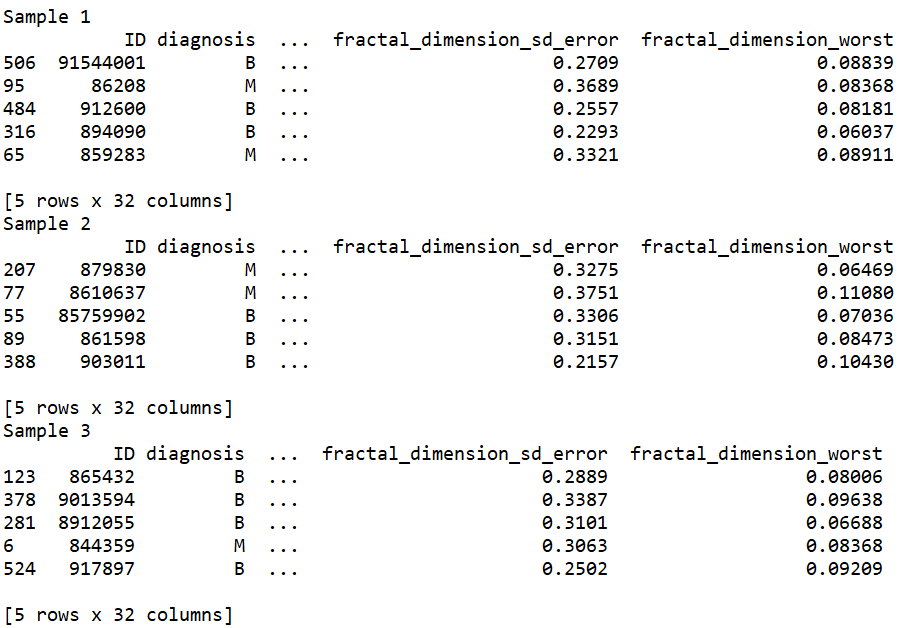 Sample 1
ID diagnosis ... fractal_dimension_sd_error fractal_dimension_worst
506 91544001 B ... 0.2709 0.08839
95 86208 M ... 0.3689 0.08368
484 912600 B ... 0.2557 0.08181
316 894090 B ... 0.2293 0.06037
65 859283 M ... 0.3321 0.08911
[5 rows x 32 columns]
Sample 2
ID diagnosis ... fractal_dimension_sd_error fractal_dimension_worst
207 879830 M ... 0.3275 0.06469
77 8610637 M ... 0.3751 0.11080
55 85759902 B ... 0.3306 0.07036
89 861598 B ... 0.3151 0.08473
388 903011 B ... 0.2157 0.10430
[5 rows x 32 columns]
Sample 3
ID diagnosis ... fractal_dimension_sd_error fractal_dimension_worst
123 865432 B ... 0.2889 0.08006
378 9013594 B ... 0.3387 0.09638
281 8912055 B ... 0.3101 0.06688
6 844359 M ... 0.3063 0.08368
524 917897 B ... 0.2502 0.09209
[5 rows x 32 columns]